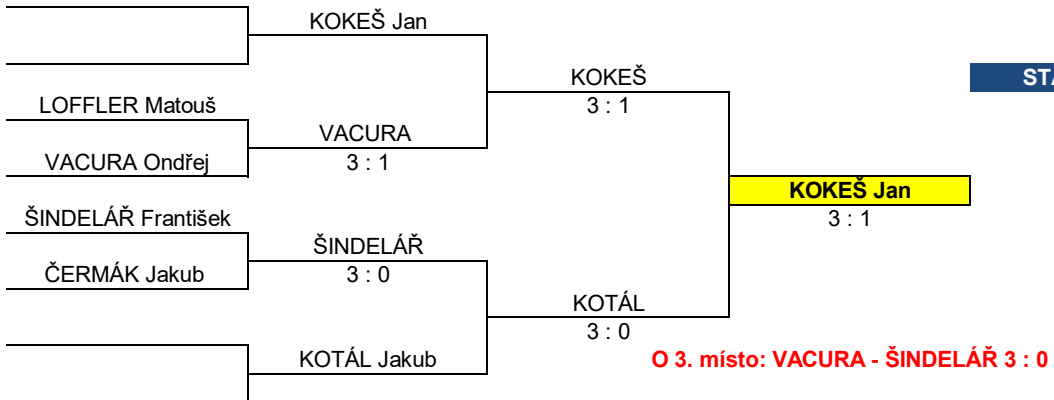 KOKEŠ Jan
KOKEŠ
STA
3 : 1
LOFFLER Matouš
VACURA
VACURA Ondřej
3 : 1
KOKEŠ Jan
3 : 1
ŠINDELÁŘ František
ŠINDELÁŘ
ČERMÁK Jakub
3 : 0
KOTÁL
3 : 0
KOTÁL Jakub
O 3. místo: VACURA - ŠINDELÁŘ 3 : 0